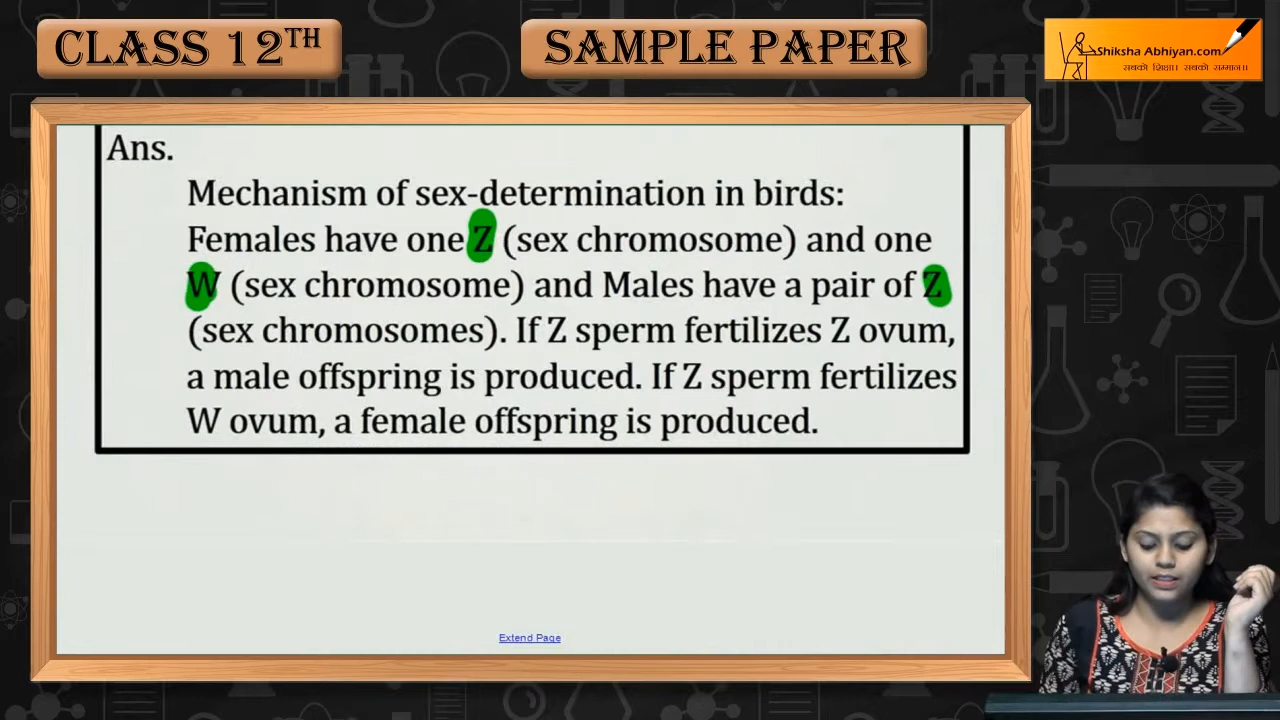 CLASS 12TH
SAMPLE PAPER
Shiksha Abhiyan.com
सबको शिक्षा। सबको सम्मान।।
Ans.
Mechanism of sex-determination in birds:
Females have one Z (sex chromosome) and one
W (sex chromosome) and Males have a pair of Z
(sex chromosomes). If Z sperm fertilizes Z ovum,
a male offspring is produced. If Z sperm fertilizes
W ovum, a female offspring is produced.
Extend Page